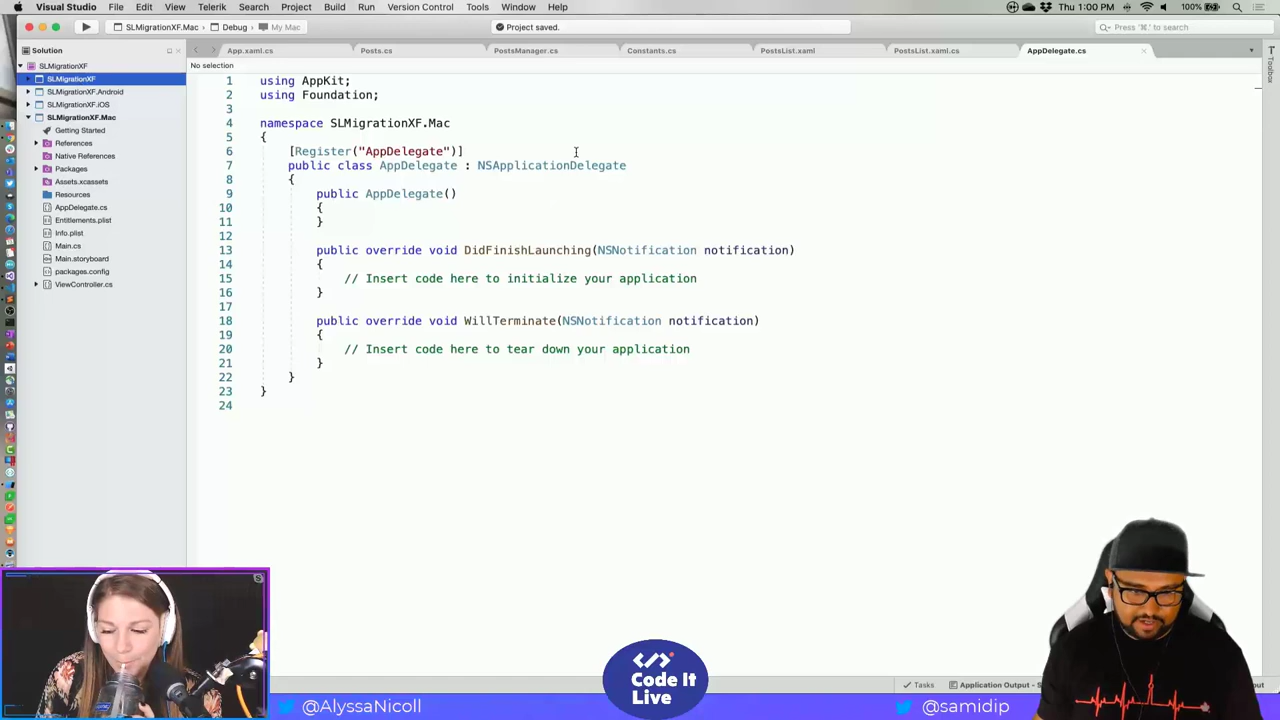 Visual Studio File Edit View Telerik Search Project Build Run Version Control Tools Window Help
100% Thu 1:00 PM
SLMigrationXF.Mac Debug My Mac
Project saved.
Press '⌘.' to search
Solution
App.xaml.cs Posts.cs PostsManager.cs Constants.cs PostsList.xaml PostsList.xaml.cs AppDelegate.cs
No selection
Toolbox
SLMigrationXF
SLMigrationXF
SLMigrationXF.Android
SLMigrationXF.iOS
SLMigrationXF.Mac
Getting Started
References
Native References
Packages
Assets.xcassets
Resources
AppDelegate.cs
Entitlements.plist
Info.plist
Main.cs
Main.storyboard
packages.config
ViewController.cs
1 using AppKit;
2 using Foundation;
3
4 namespace SLMigrationXF.Mac
5 {
6 [Register("AppDelegate")]
7 public class AppDelegate : NSApplicationDelegate
8 {
9 public AppDelegate()
10 {
11 }
12
13 public override void DidFinishLaunching(NSNotification notification)
14 {
15 // Insert code here to initialize your application
16 }
17
18 public override void WillTerminate(NSNotification notification)
19 {
20 // Insert code here to tear down your application
21 }
22 }
23 }
24
Tasks Application Output - S
Code It
Live
@AlyssaNicoll
@samidip